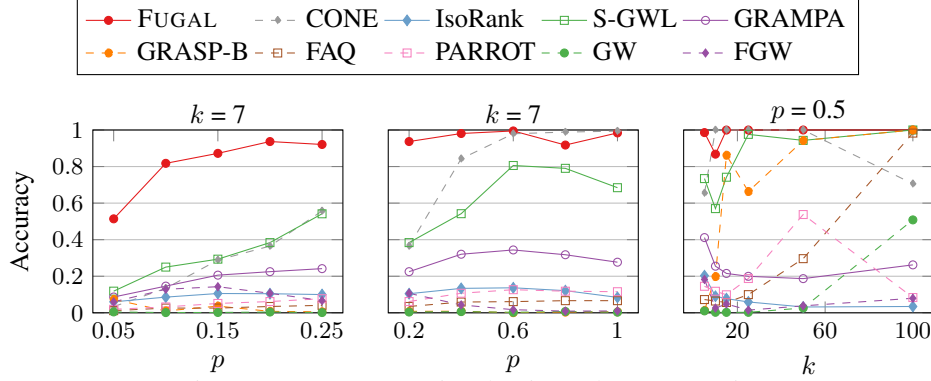 FUGAL CONE IsoRank S-GWL GRAMPA
GRASP-B FAQ PARROT GW FGW
k = 7
k = 7
p = 0.5
Accuracy
1
0.8
0.6
0.4
0.2
0
0.05 0.15 0.25
0.2 0.6 1
20 60 100
p
p
k